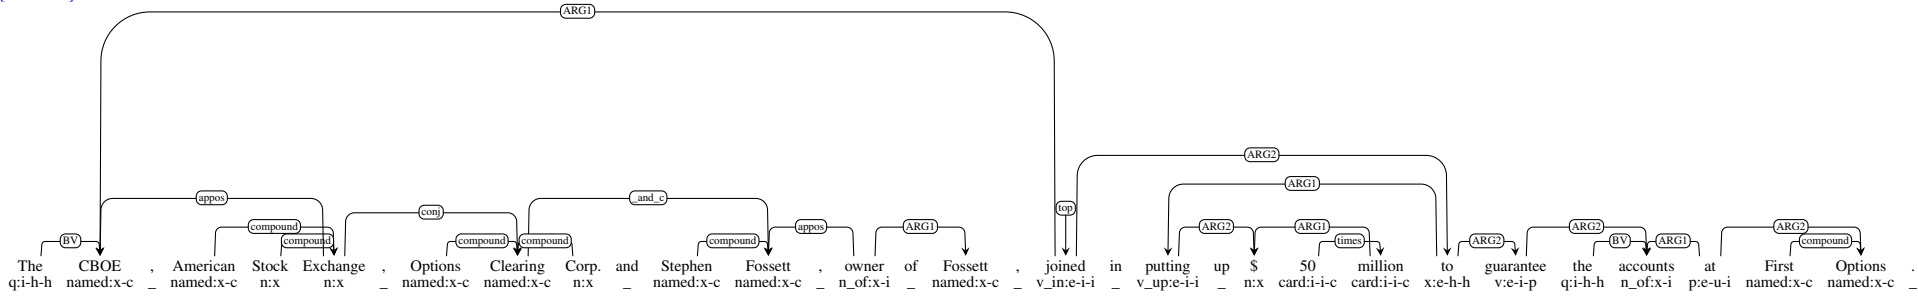 ARG1
ARG2
ARG1
appos _and_c
conj top
compound appos ARG1 ARG2 ARG1 ARG2 ARG2
BV compound compound compound compound times ARG2 BV ARG1 compound
The CBOE , American Stock Exchange , Options Clearing Corp. and Stephen Fossett , owner of Fossett , joined in putting up $ 50 million to guarantee the accounts at First Options .
q:i-h-h named:x-c _ named:x-c n:x n:x _ named:x-c named:x-c n:x _ named:x-c named:x-c _ n_of:x-i _ named:x-c _ v_in:e-i-i _ v_up:e-i-i _ n:x card:i-i-c card:i-i-c x:e-h-h v:e-i-p q:i-h-h n_of:x-i p:e-u-i named:x-c named:x-c _